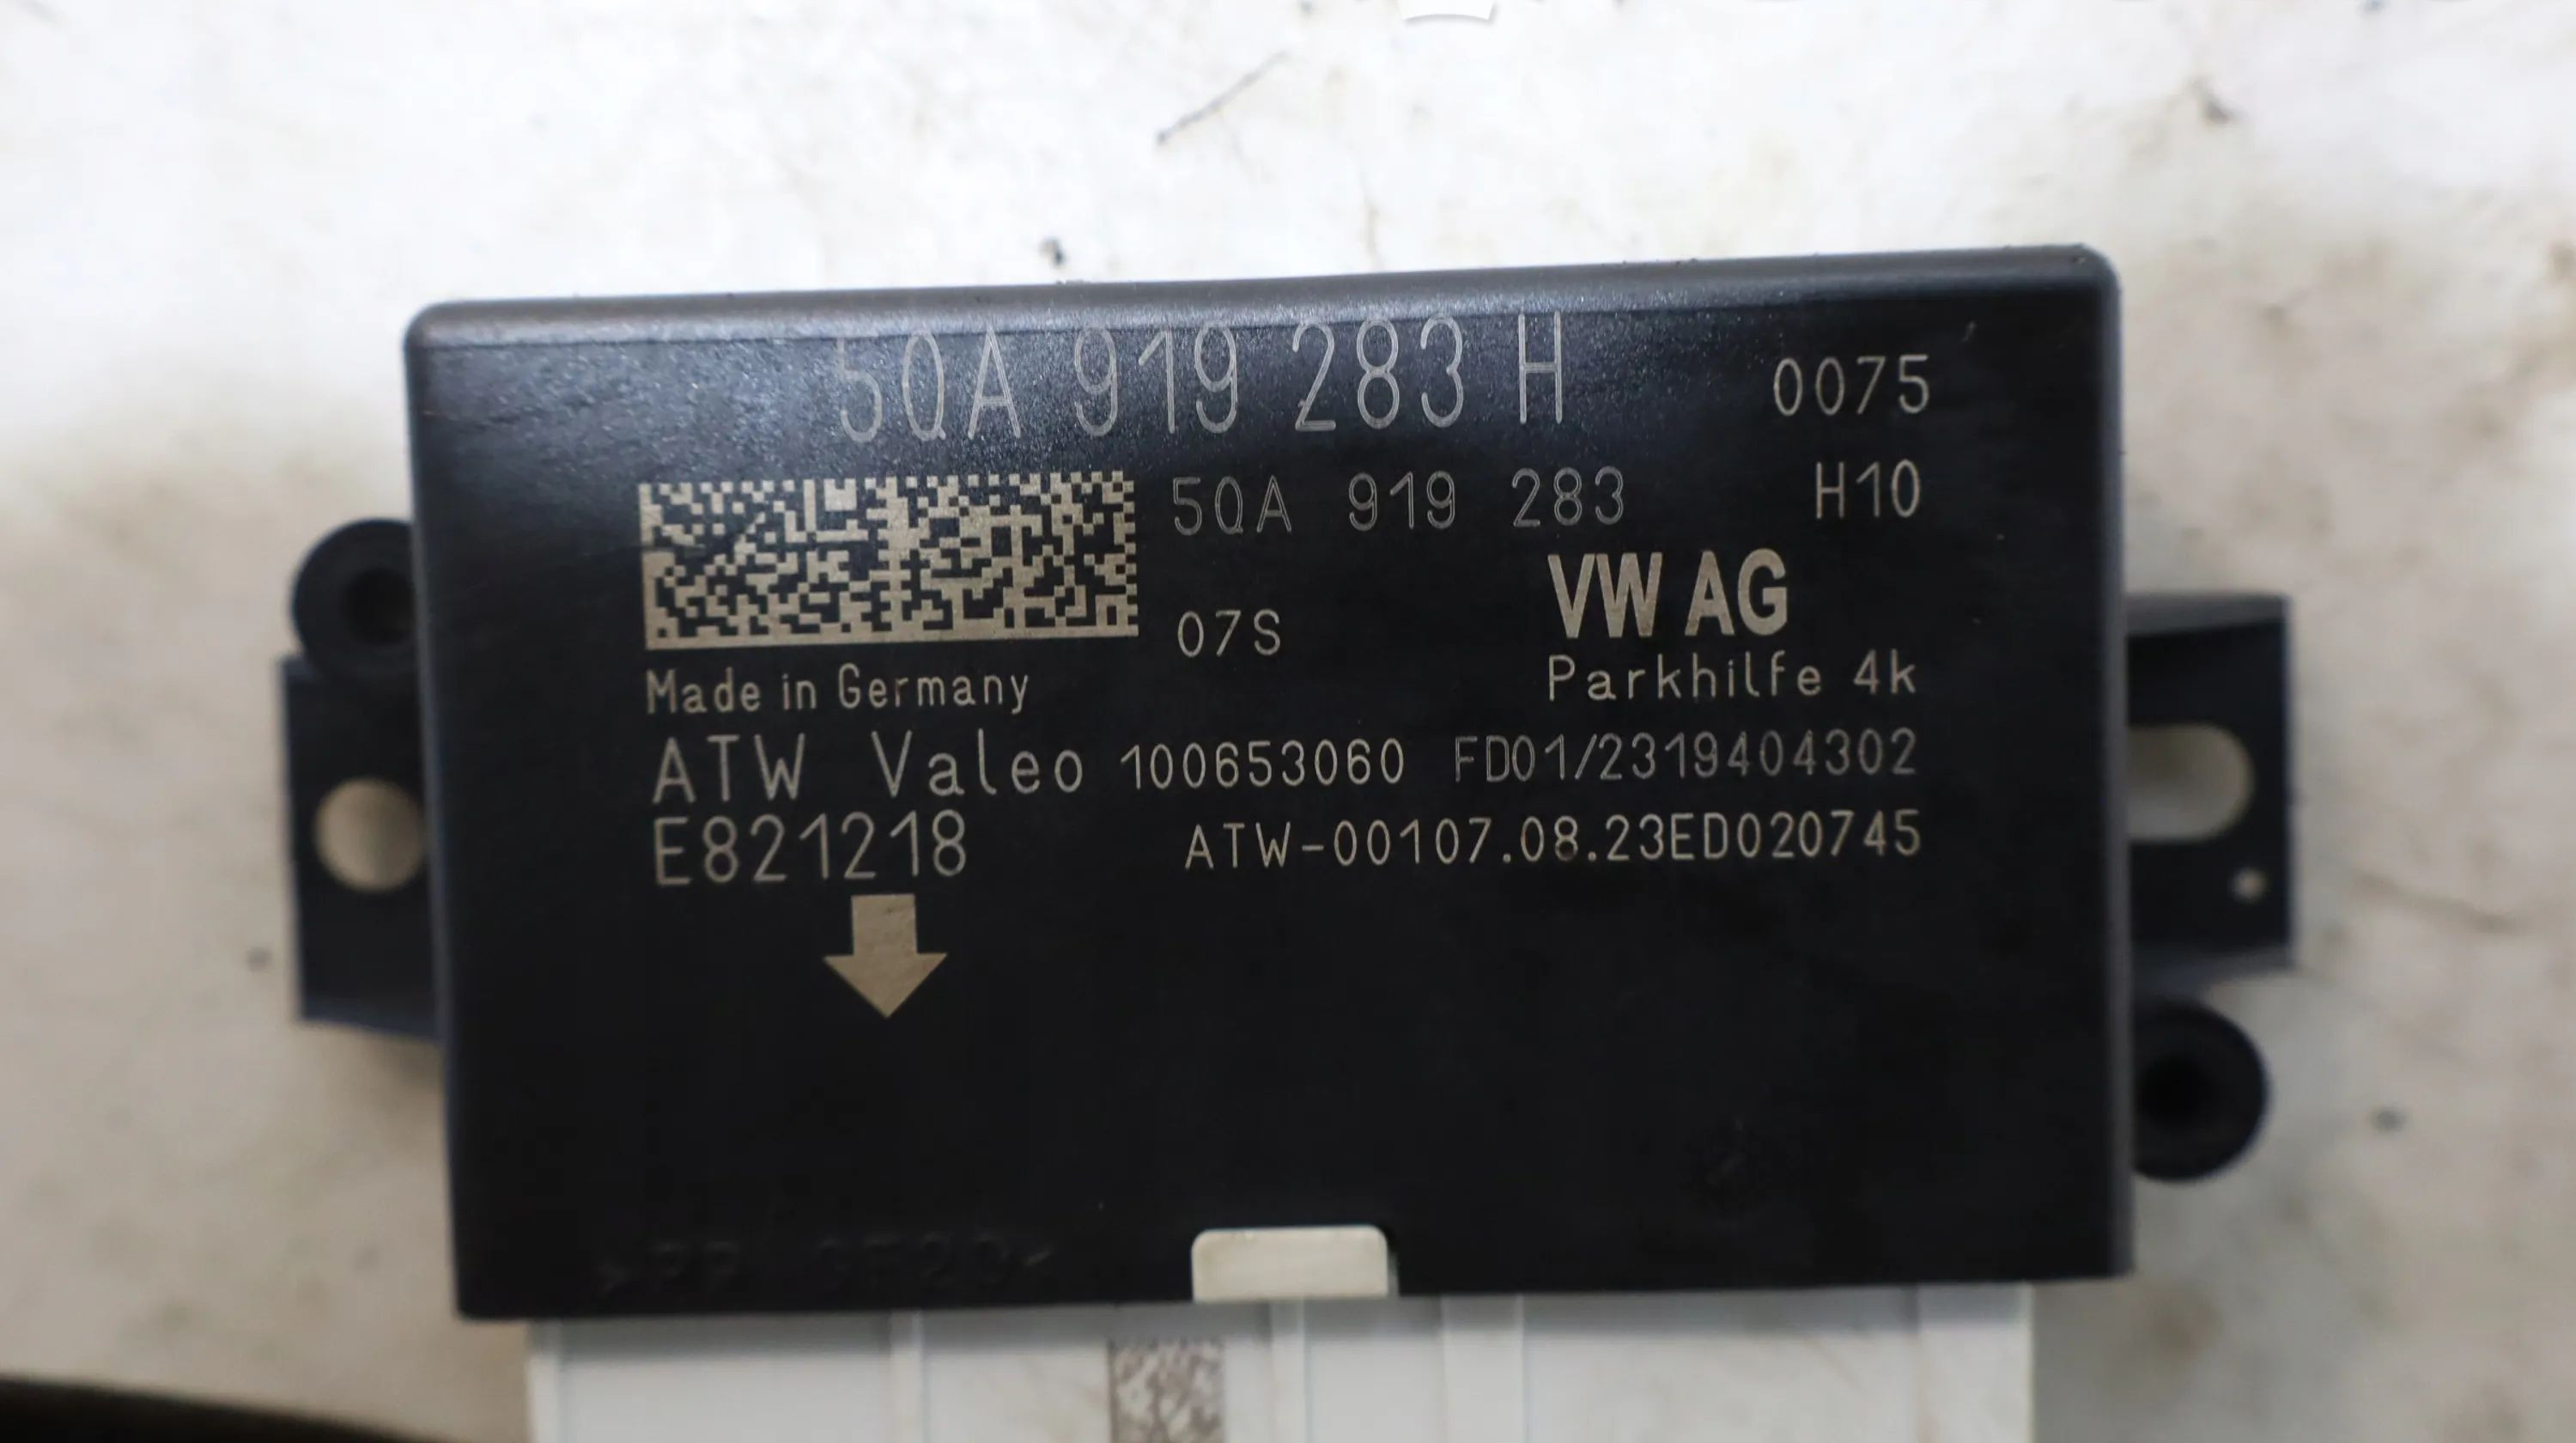 5QA 919 283 H 0075
5QA 919 283 H10
07S VW AG
Made in Germany Parkhilfe 4k
ATW Valeo 100653060 FD01/2319404302
E821218 ATW-00107.08.23ED020745